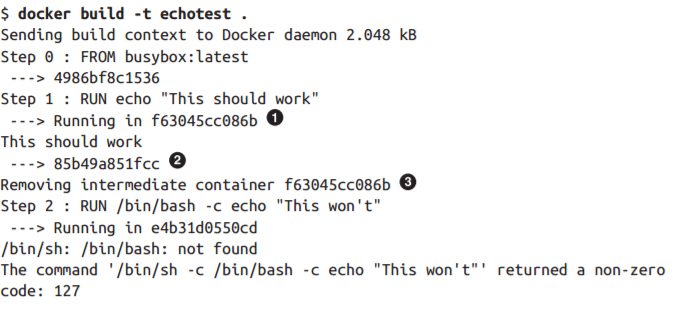 $ docker build -t echotest .
Sending build context to Docker daemon 2.048 kB
Step 0 : FROM busybox:latest
 ---> 4986bf8c1536
Step 1 : RUN echo "This should work"
 ---> Running in f63045cc086b ❶
This should work
 ---> 85b49a851fcc ❷
Removing intermediate container f63045cc086b ❸
Step 2 : RUN /bin/bash -c echo "This won't"
 ---> Running in e4b31d0550cd
/bin/sh: /bin/bash: not found
The command '/bin/sh -c /bin/bash -c echo "This won't"' returned a non-zero
code: 127